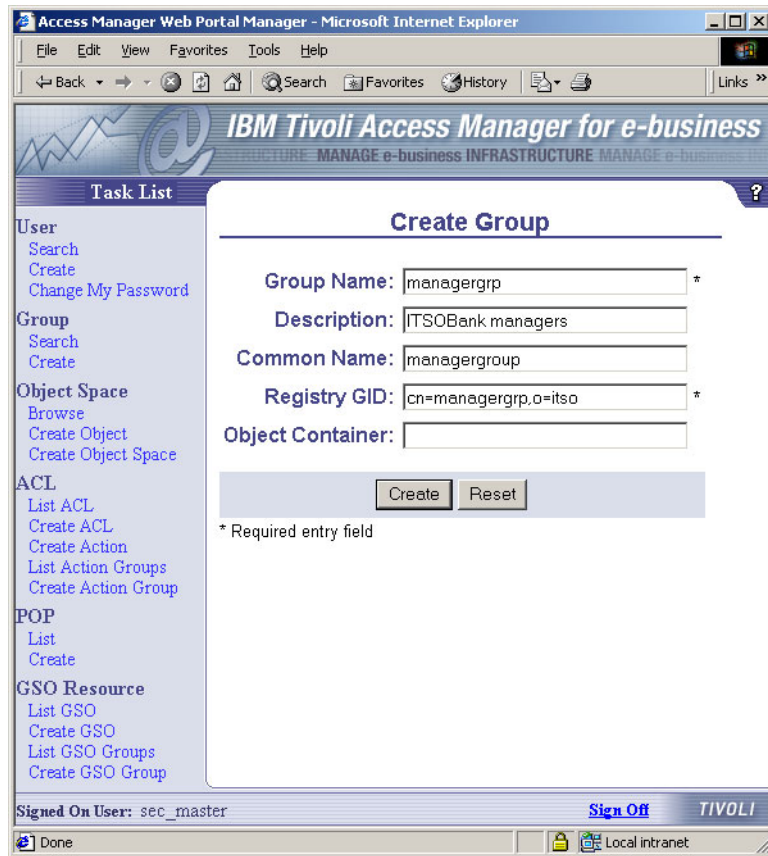 Access Manager Web Portal Manager - Microsoft Internet Explorer
File Edit View Favorites Tools Help
Back Search Favorites History Links »
IBM Tivoli Access Manager for e-business
STRUCTURE MANAGE e-business INFRASTRUCTURE MANAGE e-business
Task List
?
User
Search
Create
Change My Password
Group
Search
Create
Object Space
Browse
Create Object
Create Object Space
ACL
List ACL
Create ACL
Create Action
List Action Groups
Create Action Group
POP
List
Create
GSO Resource
List GSO
Create GSO
List GSO Groups
Create GSO Group
Create Group
Group Name: managergrp *
Description: ITSOBank managers
Common Name: managergroup
Registry GID: cn=managergrp,o=itso *
Object Container:
Create Reset
* Required entry field
Signed On User: sec_master Sign Off TIVOLI
Done Local intranet